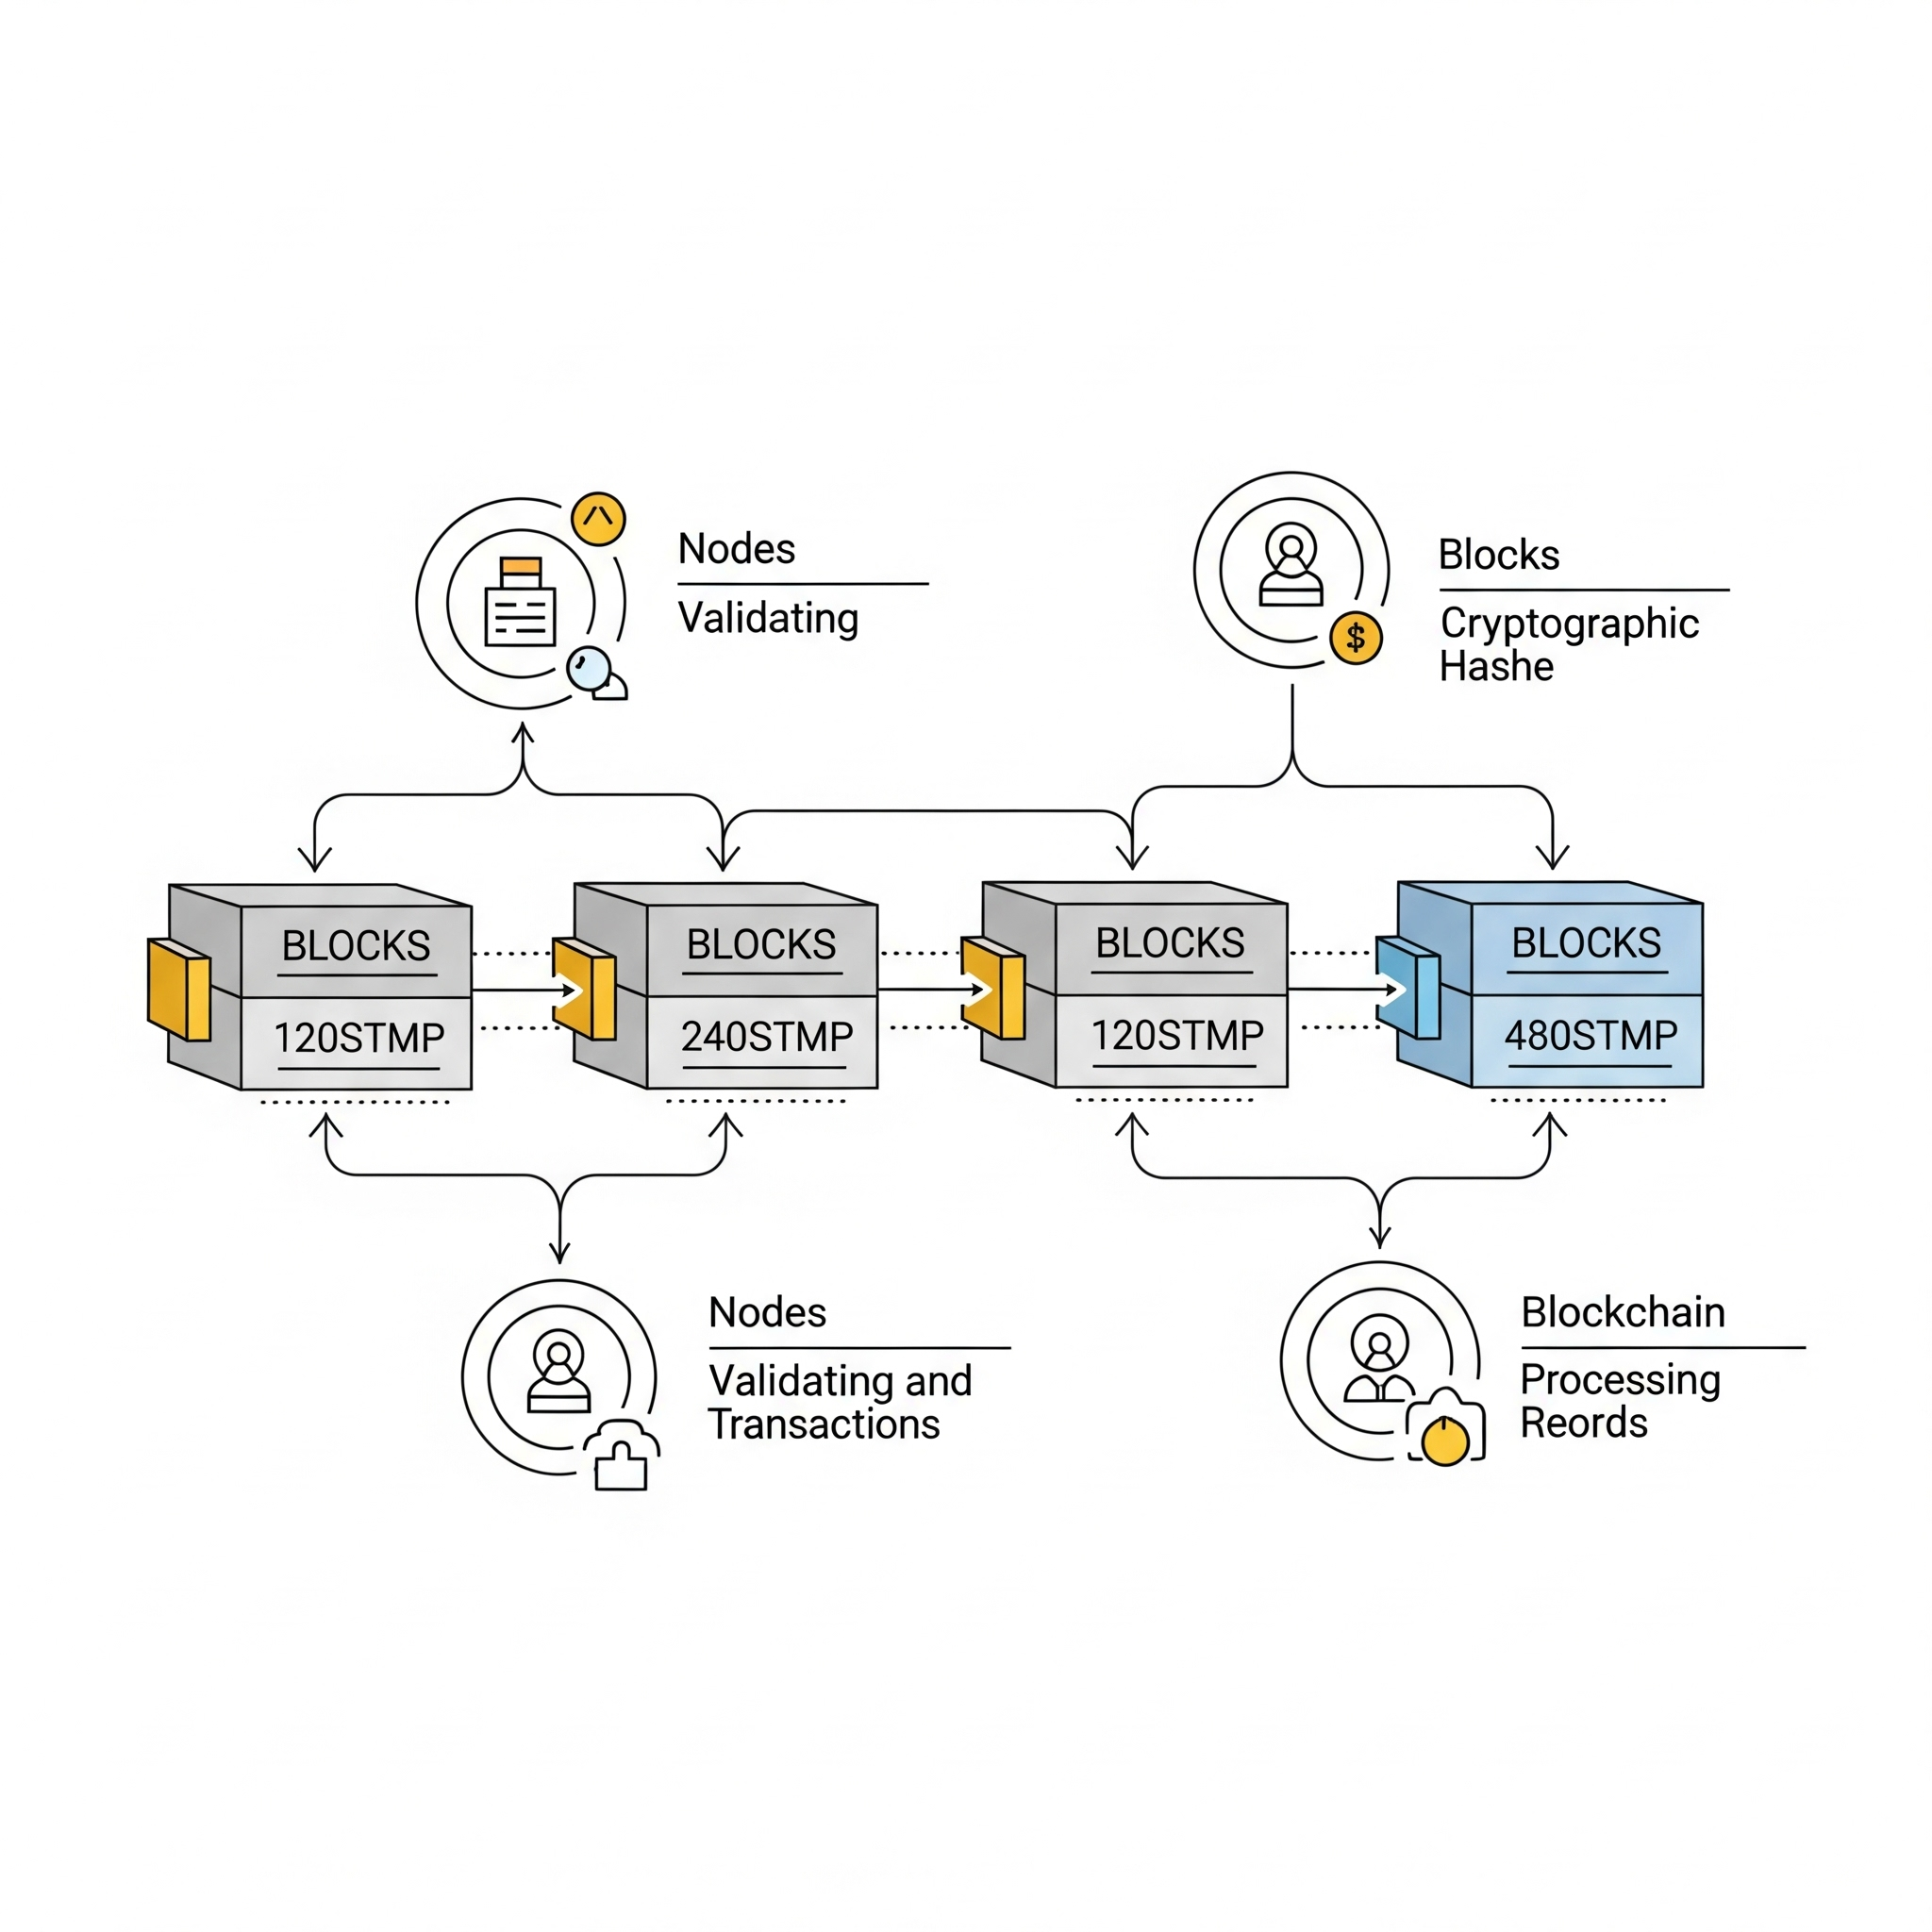 Nodes
Validating
Blocks
Cryptographic
Hashe
$
BLOCKS
120STMP
BLOCKS
240STMP
BLOCKS
120STMP
BLOCKS
480STMP
Nodes
Validating and
Transactions
Blockchain
Processing
Reords